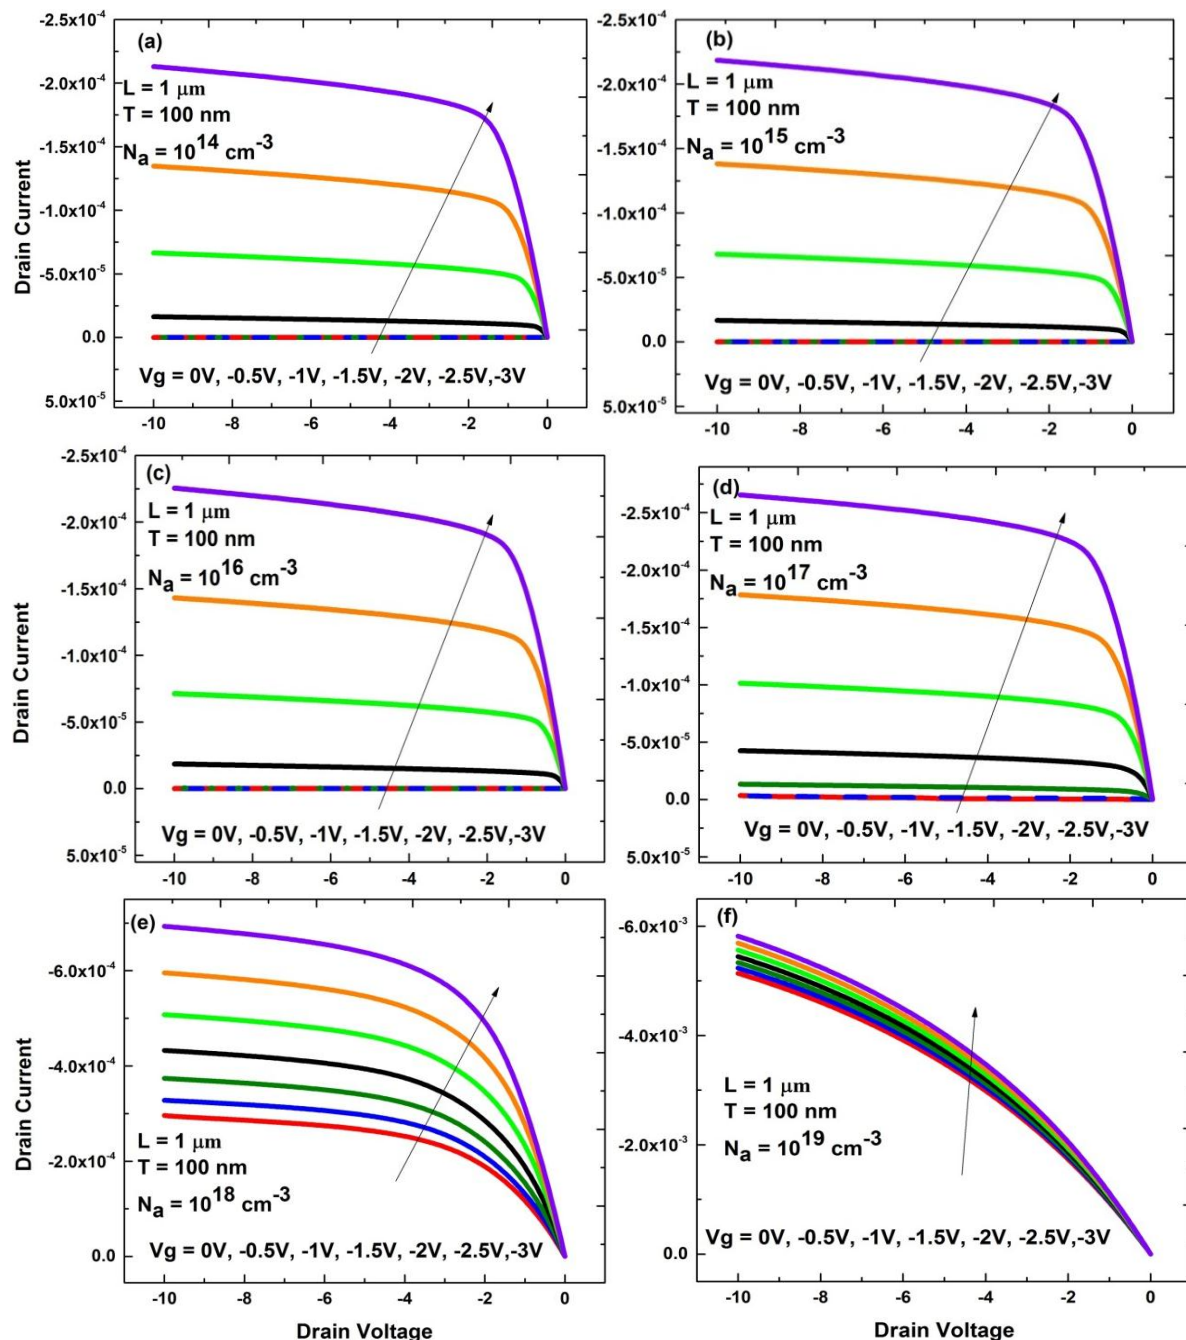 (a)
L = 1 μm
T = 100 nm
Nₐ = 10¹⁴ cm⁻³
Vg = 0V, -0.5V, -1V, -1.5V, -2V, -2.5V,-3V
-2.5x10⁻⁴
-2.0x10⁻⁴
-1.5x10⁻⁴
-1.0x10⁻⁴
-5.0x10⁻⁵
0.0
5.0x10⁻⁵
-10 -8 -6 -4 -2 0
Drain Current
(b)
L = 1 μm
T = 100 nm
Nₐ = 10¹⁵ cm⁻³
Vg = 0V, -0.5V, -1V, -1.5V, -2V, -2.5V,-3V
-2.5x10⁻⁴
-2.0x10⁻⁴
-1.5x10⁻⁴
-1.0x10⁻⁴
-5.0x10⁻⁵
0.0
5.0x10⁻⁵
-10 -8 -6 -4 -2 0
(c)
L = 1 μm
T = 100 nm
Nₐ = 10¹⁶ cm⁻³
Vg = 0V, -0.5V, -1V, -1.5V, -2V, -2.5V,-3V
-2.5x10⁻⁴
-2.0x10⁻⁴
-1.5x10⁻⁴
-1.0x10⁻⁴
-5.0x10⁻⁵
0.0
5.0x10⁻⁵
-10 -8 -6 -4 -2 0
Drain Current
(d)
L = 1 μm
T = 100 nm
Nₐ = 10¹⁷ cm⁻³
Vg = 0V, -0.5V, -1V, -1.5V, -2V, -2.5V,-3V
-2.5x10⁻⁴
-2.0x10⁻⁴
-1.5x10⁻⁴
-1.0x10⁻⁴
-5.0x10⁻⁵
0.0
5.0x10⁻⁵
-10 -8 -6 -4 -2 0
(e)
L = 1 μm
T = 100 nm
Nₐ = 10¹⁸ cm⁻³
Vg = 0V, -0.5V, -1V, -1.5V, -2V, -2.5V,-3V
-6.0x10⁻⁴
-4.0x10⁻⁴
-2.0x10⁻⁴
0.0
-10 -8 -6 -4 -2 0
Drain Current
Drain Voltage
(f)
L = 1 μm
T = 100 nm
Nₐ = 10¹⁹ cm⁻³
Vg = 0V, -0.5V, -1V, -1.5V, -2V, -2.5V,-3V
-6.0x10⁻³
-4.0x10⁻³
-2.0x10⁻³
0.0
-10 -8 -6 -4 -2 0
Drain Voltage